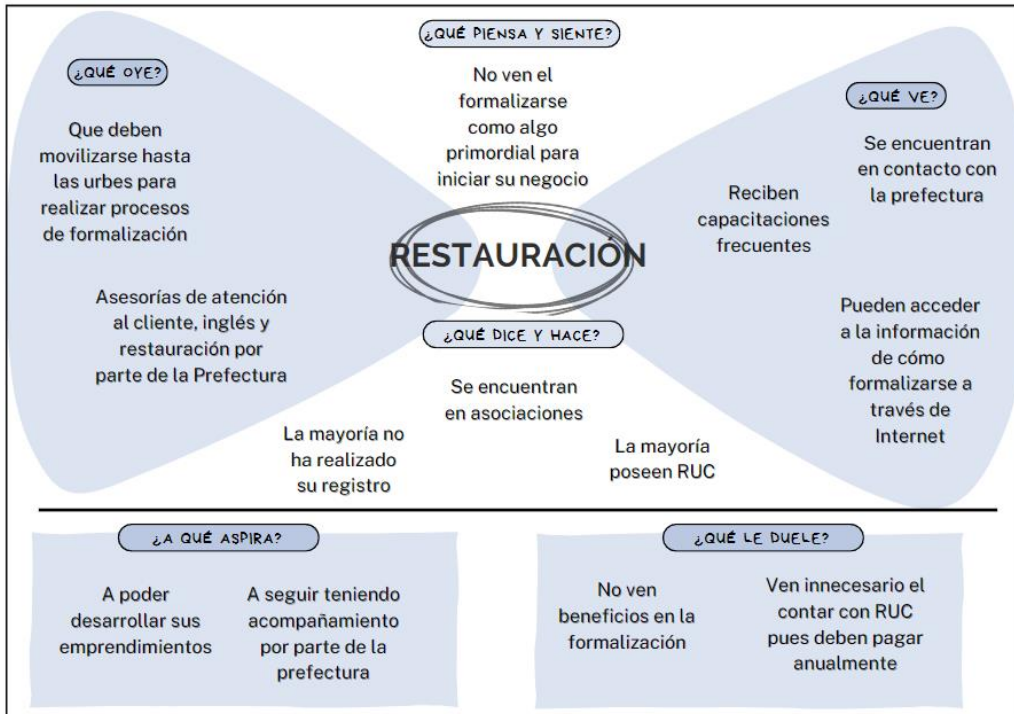 ¿QUÉ PIENSA Y SIENTE?
No ven el
formalizarse
como algo
primordial para
iniciar su negocio
¿QUÉ OYE?
Que deben
movilizarse hasta
las urbes para
realizar procesos
de formalización
Asesorías de atención
al cliente, inglés y
restauración por
parte de la Prefectura
¿QUÉ VE?
Se encuentran
en contacto con
la prefectura
Reciben
capacitaciones
frecuentes
Pueden acceder
a la información
de cómo
formalizarse a
través de
Internet
RESTAURACIÓN
¿QUÉ DICE Y HACE?
Se encuentran
en asociaciones
La mayoría no
ha realizado
su registro
La mayoría
poseen RUC
¿A QUÉ ASPIRA?
A poder
desarrollar sus
emprendimientos
A seguir teniendo
acompañamiento
por parte de la
prefectura
¿QUÉ LE DUELE?
No ven
beneficios en la
formalización
Ven innecesario el
contar con RUC
pues deben pagar
anualmente